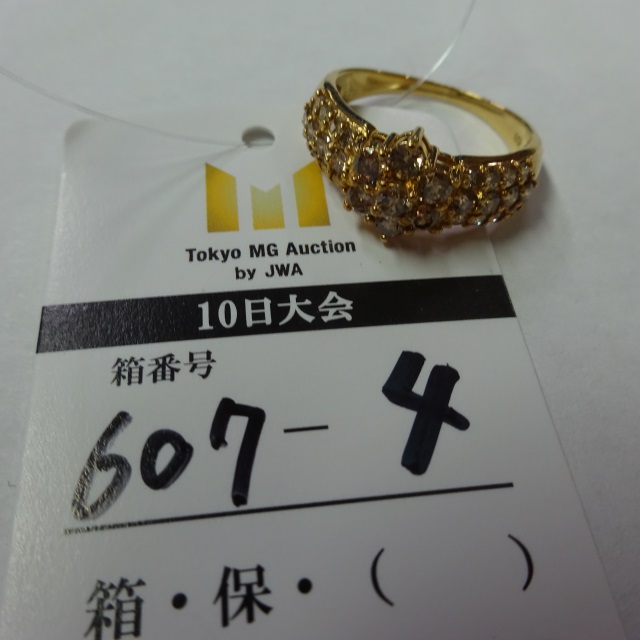 Tokyo MG Auction
by JWA
10日大会
箱番号
607-4
箱・保・(　　)